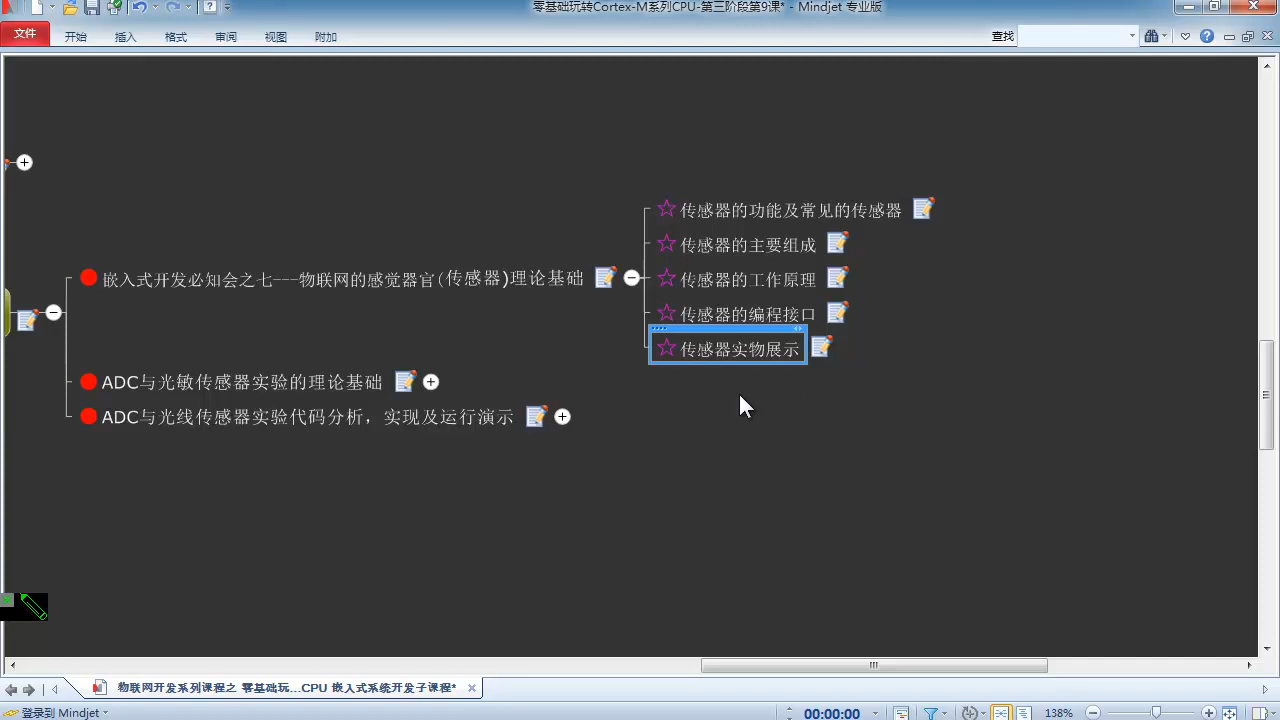 零基础玩转Cortex-M系列CPU-第三阶段第9课* - Mindjet 专业版
文件 开始 插入 格式 审阅 视图 附加 查找
传感器的功能及常见的传感器
传感器的主要组成
嵌入式开发必知会之七---物联网的感觉器官(传感器)理论基础
传感器的工作原理
传感器的编程接口
传感器实物展示
ADC与光敏传感器实验的理论基础
ADC与光线传感器实验代码分析，实现及运行演示
物联网开发系列课程之 零基础玩...CPU 嵌入式系统开发子课程*
登录到 Mindjet 00:00:00 138%